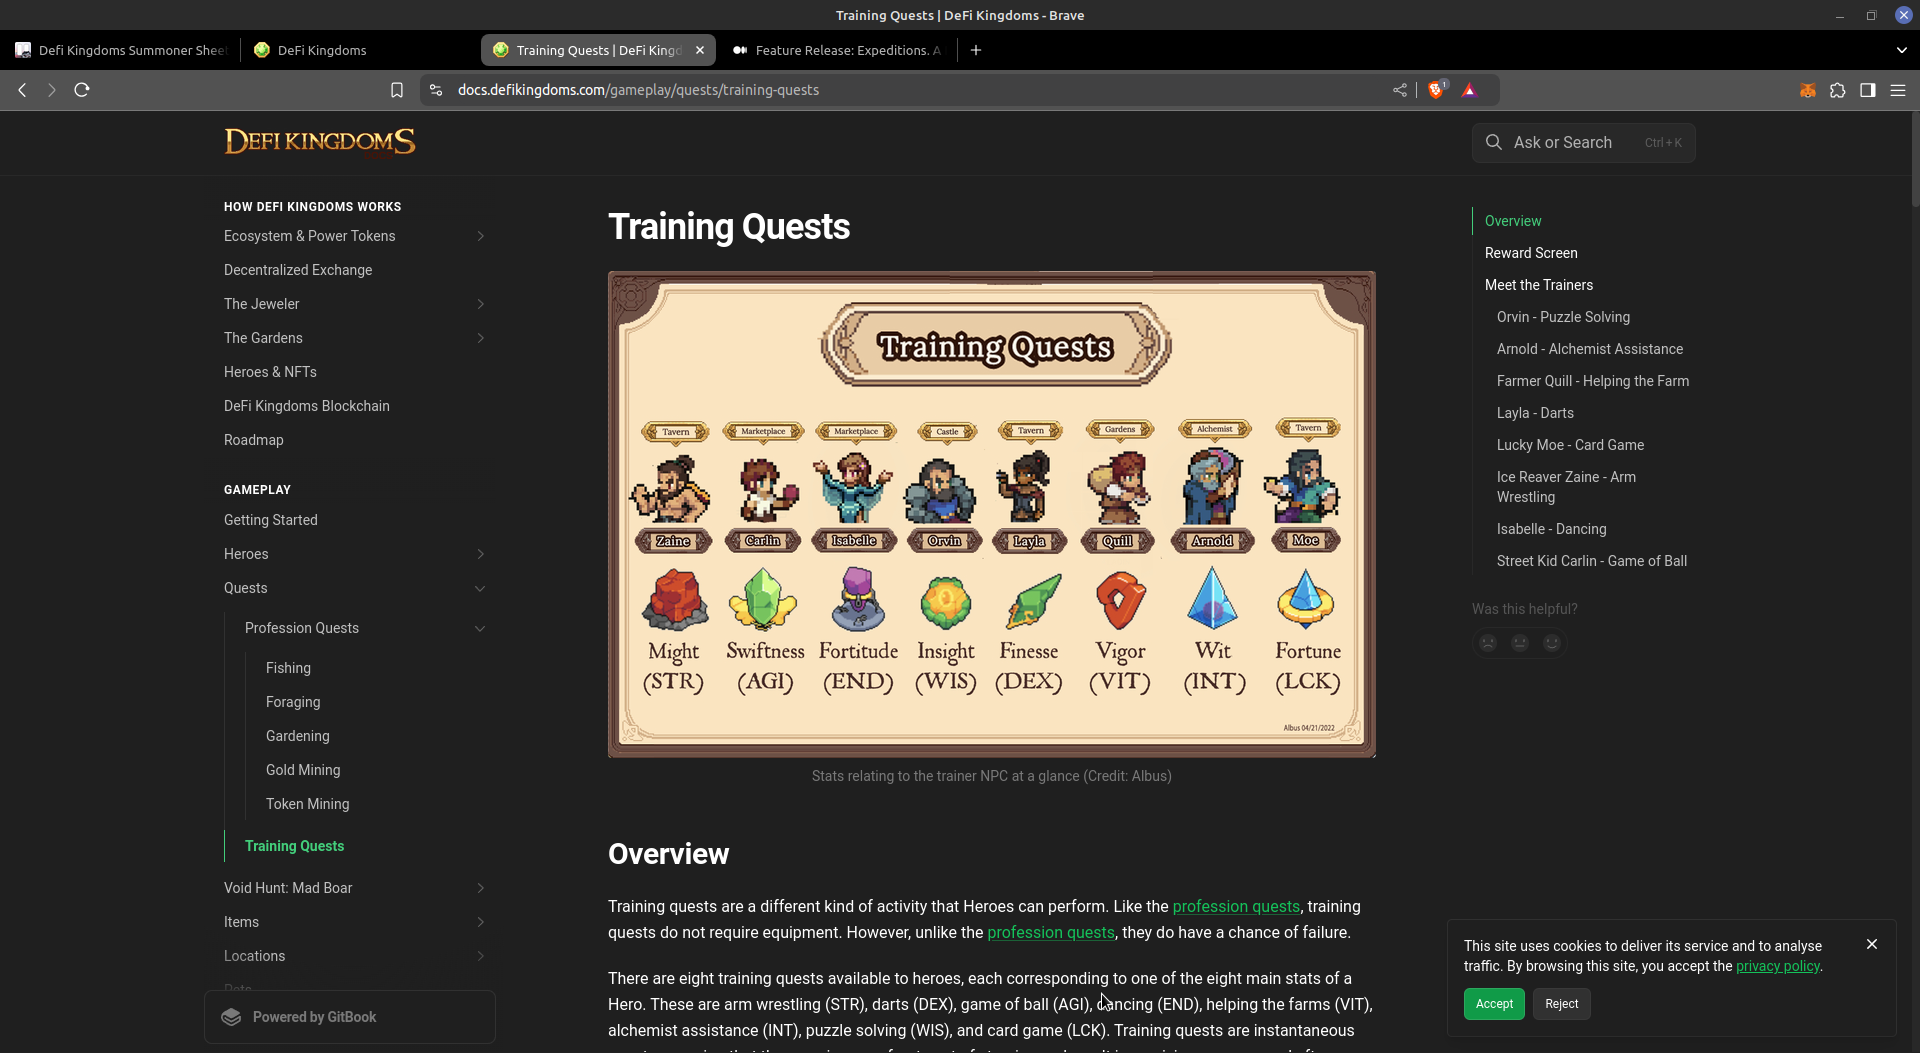 Training Quests | DeFi Kingdoms - Brave
Defi Kingdoms Summoner Shee
DeFi Kingdoms
Training Quests | DeFi Kingd
Feature Release: Expeditions. A
docs.defikingdoms.com/gameplay/quests/training-quests
1
DEFI KINGDOMS
Ask or Search
Ctrl + K
HOW DEFI KINGDOMS WORKS
Ecosystem & Power Tokens
Decentralized Exchange
The Jeweler
The Gardens
Heroes & NFTs
DeFi Kingdoms Blockchain
Roadmap
GAMEPLAY
Getting Started
Heroes
Quests
Profession Quests
Fishing
Foraging
Gardening
Gold Mining
Token Mining
Training Quests
Void Hunt: Mad Boar
Items
Locations
Pets
Powered by GitBook
Training Quests
Training Quests
Tavern Marketplace Marketplace Castle Tavern Gardens Alchemist Tavern
Zaine Carlin Isabelle Orvin Layla Quill Arnold Moe
Might Swiftness Fortitude Insight Finesse Vigor Wit Fortune
(STR) (AGI) (END) (WIS) (DEX) (VIT) (INT) (LCK)
Albus 04/21/2022
Stats relating to the trainer NPC at a glance (Credit: Albus)
Overview
Training quests are a different kind of activity that Heroes can perform. Like the profession quests, training
quests do not require equipment. However, unlike the profession quests, they do have a chance of failure.
There are eight training quests available to heroes, each corresponding to one of the eight main stats of a
Hero. These are arm wrestling (STR), darts (DEX), game of ball (AGI), dancing (END), helping the farms (VIT),
alchemist assistance (INT), puzzle solving (WIS), and card game (LCK). Training quests are instantaneous
Overview
Reward Screen
Meet the Trainers
Orvin - Puzzle Solving
Arnold - Alchemist Assistance
Farmer Quill - Helping the Farm
Layla - Darts
Lucky Moe - Card Game
Ice Reaver Zaine - Arm
Wrestling
Isabelle - Dancing
Street Kid Carlin - Game of Ball
Was this helpful?
This site uses cookies to deliver its service and to analyse
traffic. By browsing this site, you accept the privacy policy.
Accept
Reject